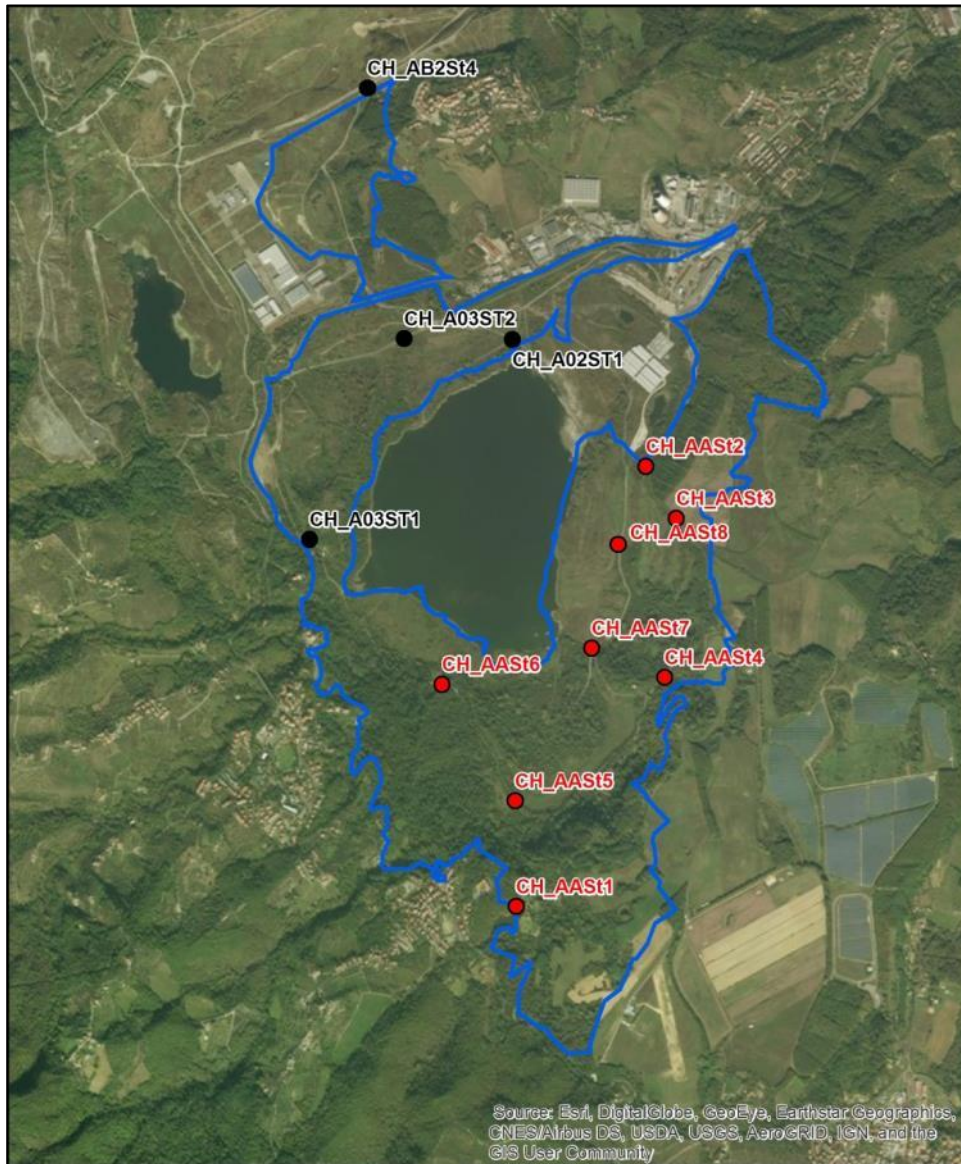 CH_AB2St4
CH_A03ST2
CH_A02ST1
CH_AASt2
CH_AASt3
CH_A03ST1
CH_AASt8
CH_AASt7
CH_AASt6
CH_AASt4
CH_AASt5
CH_AASt1
Source: Esri, DigitalGlobe, GeoEye, Earthstar Geographics,
CNES/Airbus DS, USDA, USGS, AeroGRID, IGN, and the
GIS User Community